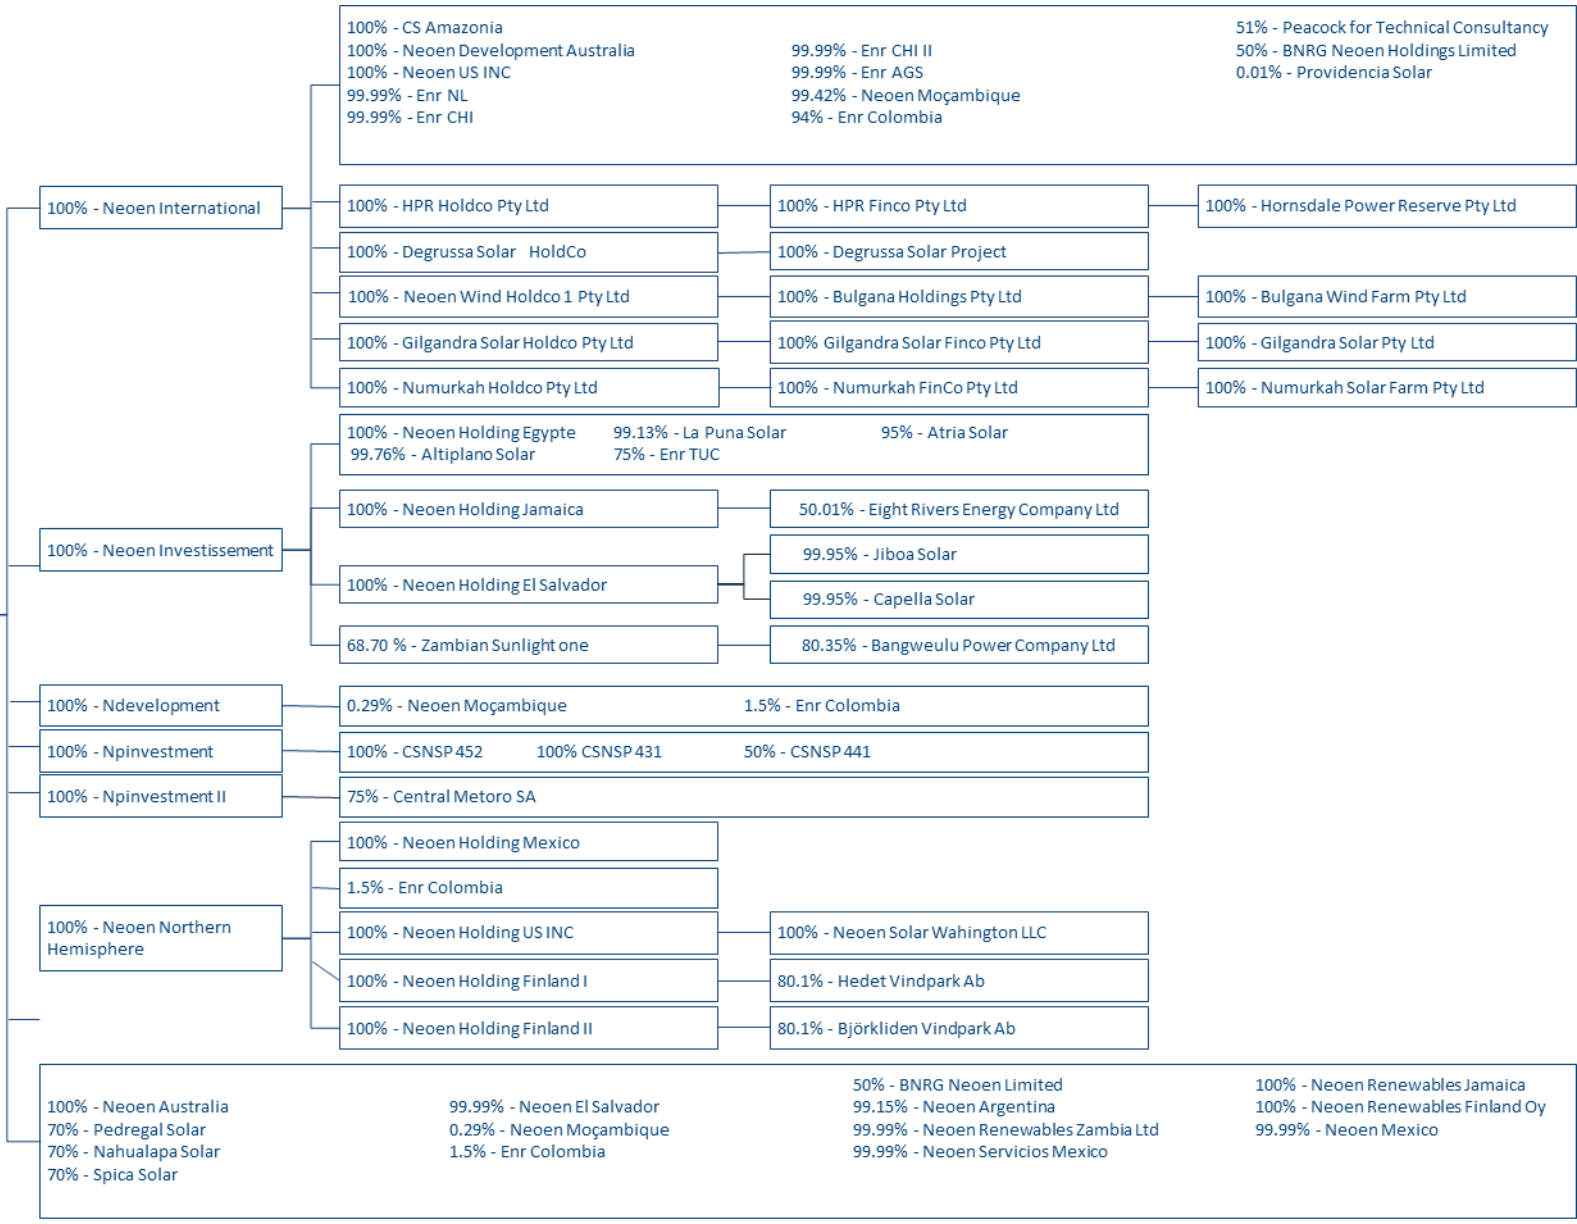 100% - CS Amazonia
100% - Neoen Development Australia
100% - Neoen US INC
99.99% - Enr NL
99.99% - Enr CHI
99.99% - Enr CHI II
99.99% - Enr AGS
99.42% - Neoen Moçambique
94% - Enr Colombia
51% - Peacock for Technical Consultancy
50% - BNRG Neoen Holdings Limited
0.01% - Providencia Solar
100% - Neoen International
100% - HPR Holdco Pty Ltd
100% - HPR Finco Pty Ltd
100% - Hornsdale Power Reserve Pty Ltd
100% - Degrussa Solar HoldCo
100% - Degrussa Solar Project
100% - Neoen Wind Holdco 1 Pty Ltd
100% - Bulgana Holdings Pty Ltd
100% - Bulgana Wind Farm Pty Ltd
100% - Gilgandra Solar Holdco Pty Ltd
100% Gilgandra Solar Finco Pty Ltd
100% - Gilgandra Solar Pty Ltd
100% - Numurkah Holdco Pty Ltd
100% - Numurkah FinCo Pty Ltd
100% - Numurkah Solar Farm Pty Ltd
100% - Neoen Investissement
100% - Neoen Holding Egypte
99.13% - La Puna Solar
95% - Atria Solar
99.76% - Altiplano Solar
75% - Enr TUC
100% - Neoen Holding Jamaica
50.01% - Eight Rivers Energy Company Ltd
100% - Neoen Holding El Salvador
99.95% - Jiboa Solar
99.95% - Capella Solar
68.70 % - Zambian Sunlight one
80.35% - Bangweulu Power Company Ltd
100% - Ndevelopment
0.29% - Neoen Moçambique
1.5% - Enr Colombia
100% - Npinvestment
100% - CSNSP 452
100% CSNSP 431
50% - CSNSP 441
100% - Npinvestment II
75% - Central Metoro SA
100% - Neoen Northern
Hemisphere
100% - Neoen Holding Mexico
1.5% - Enr Colombia
100% - Neoen Holding US INC
100% - Neoen Solar Wahington LLC
100% - Neoen Holding Finland I
80.1% - Hedet Vindpark Ab
100% - Neoen Holding Finland II
80.1% - Björkliden Vindpark Ab
100% - Neoen Australia
70% - Pedregal Solar
70% - Nahualapa Solar
70% - Spica Solar
99.99% - Neoen El Salvador
0.29% - Neoen Moçambique
1.5% - Enr Colombia
50% - BNRG Neoen Limited
99.15% - Neoen Argentina
99.99% - Neoen Renewables Zambia Ltd
99.99% - Neoen Servicios Mexico
100% - Neoen Renewables Jamaica
100% - Neoen Renewables Finland Oy
99.99% - Neoen Mexico